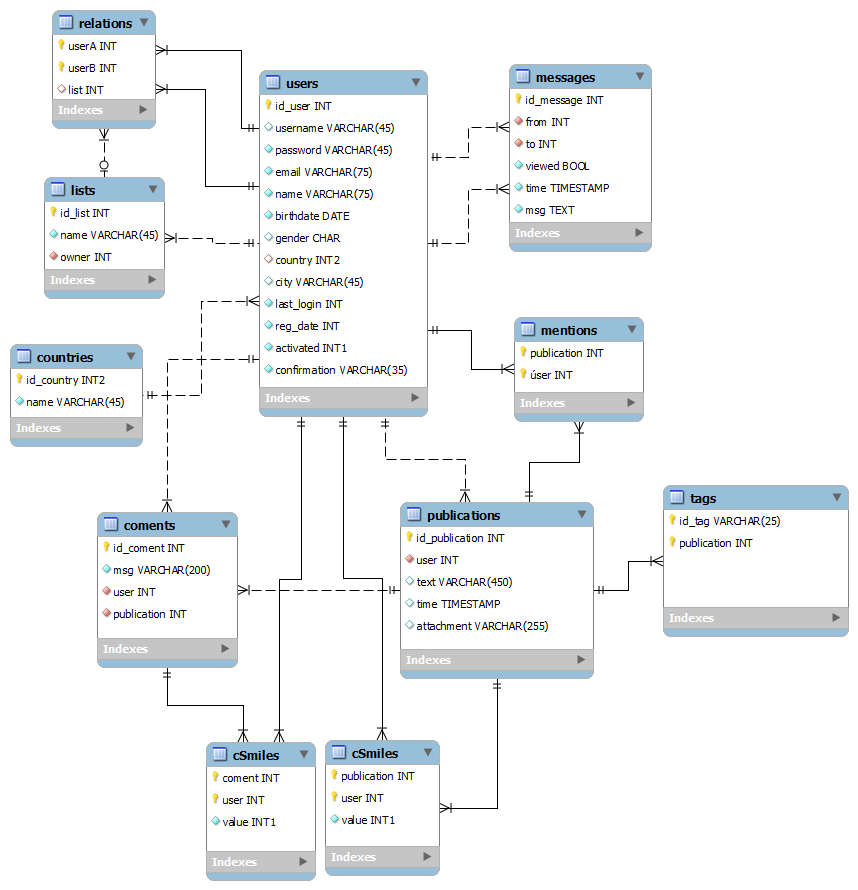 relations
userA INT
userB INT
list INT
Indexes
users
id_user INT
username VARCHAR(45)
password VARCHAR(45)
email VARCHAR(75)
name VARCHAR(75)
birthdate DATE
gender CHAR
country INT2
city VARCHAR(45)
last_login INT
reg_date INT
activated INT1
confirmation VARCHAR(35)
Indexes
messages
id_message INT
from INT
to INT
viewed BOOL
time TIMESTAMP
msg TEXT
Indexes
lists
id_list INT
name VARCHAR(45)
owner INT
Indexes
countries
id_country INT2
name VARCHAR(45)
Indexes
mentions
publication INT
úser INT
Indexes
coments
id_coment INT
msg VARCHAR(200)
user INT
publication INT
Indexes
publications
id_publication INT
user INT
text VARCHAR(450)
time TIMESTAMP
attachment VARCHAR(255)
Indexes
tags
id_tag VARCHAR(25)
publication INT
Indexes
cSmiles
coment INT
user INT
value INT1
Indexes
cSmiles
publication INT
user INT
value INT1
Indexes